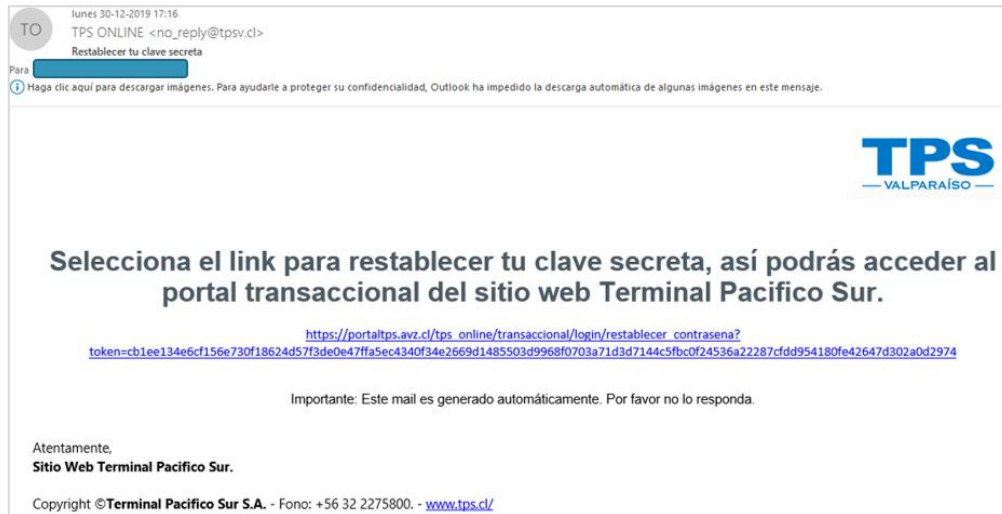 lunes 30-12-2019 17:16
TO
TPS ONLINE <no_reply@tpsv.cl>
Restablecer tu clave secreta
Para
Haga clic aquí para descargar imágenes. Para ayudarle a proteger su confidencialidad, Outlook ha impedido la descarga automática de algunas imágenes en este mensaje.
TPS
VALPARAÍSO
Selecciona el link para restablecer tu clave secreta, así podrás acceder al
portal transaccional del sitio web Terminal Pacifico Sur.
https://portaltps.avz.cl/tps_online/transaccional/login/restablecer_contrasena?
token=cb1ee134e6cf156e730f18624d57f3de0e47ffa5ec4340f34e2669d1485503d9968f0703a71d3d7144c5fbc0f24536a22287cfdd954180fe42647d302a0d2974
Importante: Este mail es generado automáticamente. Por favor no lo responda.
Atentamente,
Sitio Web Terminal Pacifico Sur.
Copyright ©Terminal Pacifico Sur S.A. - Fono: +56 32 2275800. - www.tps.cl/